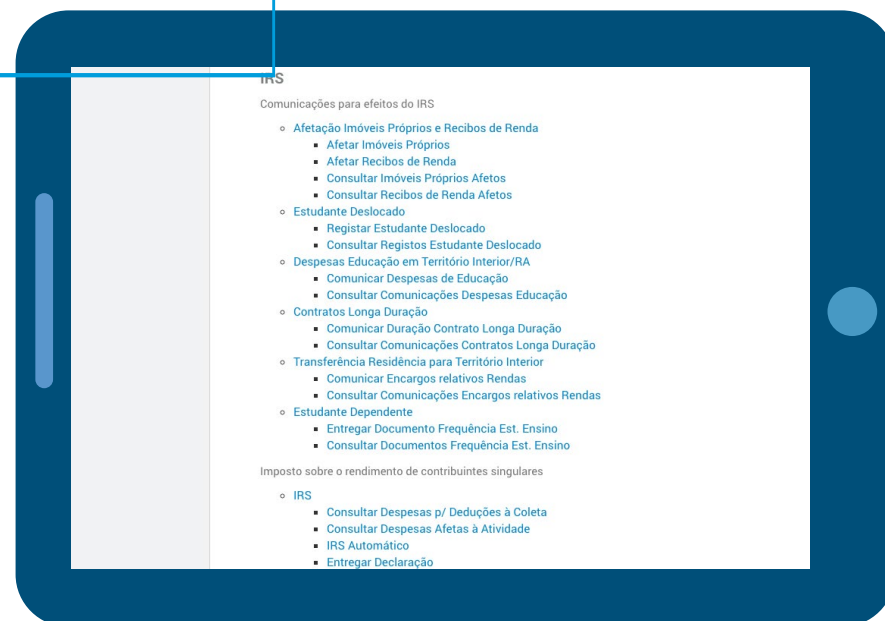 IRS
Comunicações para efeitos do IRS
Afetação Imóveis Próprios e Recibos de Renda
Afetar Imóveis Próprios
Afetar Recibos de Renda
Consultar Imóveis Próprios Afetos
Consultar Recibos de Renda Afetos
Estudante Deslocado
Registar Estudante Deslocado
Consultar Registos Estudante Deslocado
Despesas Educação em Território Interior/RA
Comunicar Despesas de Educação
Consultar Comunicações Despesas Educação
Contratos Longa Duração
Comunicar Duração Contrato Longa Duração
Consultar Comunicações Contratos Longa Duração
Transferência Residência para Território Interior
Comunicar Encargos relativos Rendas
Consultar Comunicações Encargos relativos Rendas
Estudante Dependente
Entregar Documento Frequência Est. Ensino
Consultar Documentos Frequência Est. Ensino
Imposto sobre o rendimento de contribuintes singulares
IRS
Consultar Despesas p/ Deduções à Coleta
Consultar Despesas Afetas à Atividade
IRS Automático
Entregar Declaração